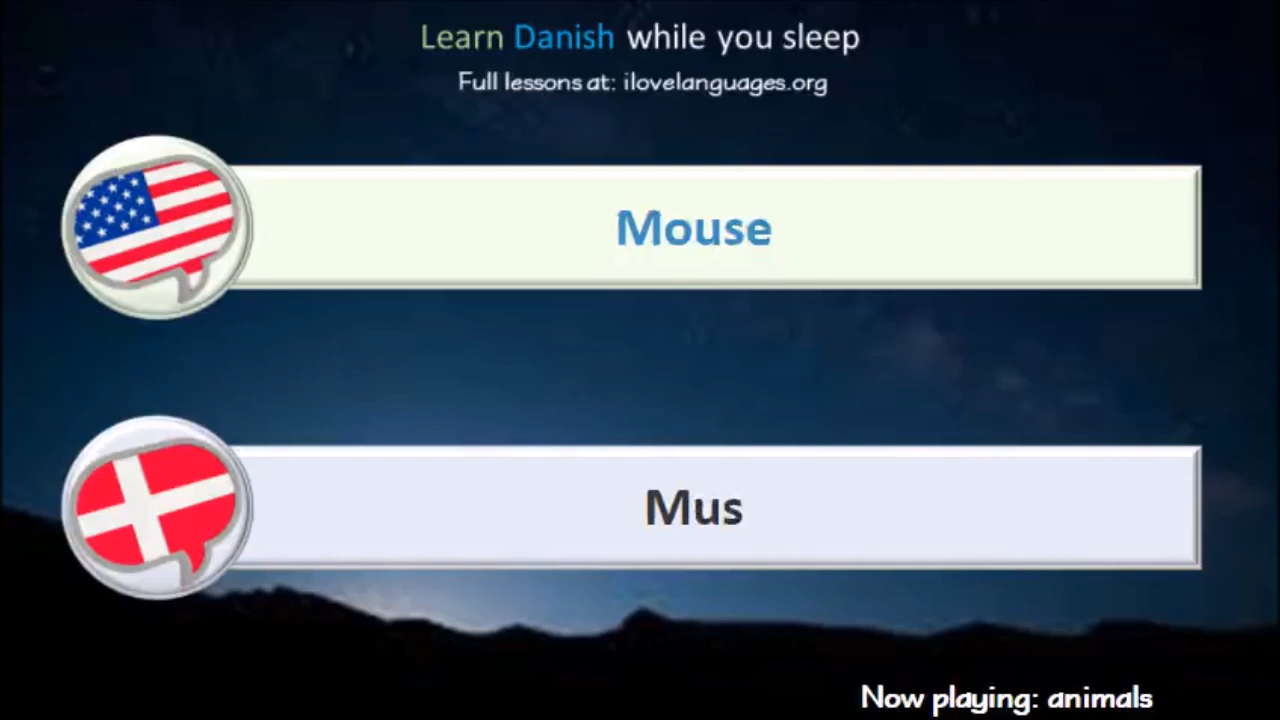 Learn Danish while you sleep
Full lessons at: ilovelanguages.org
Mouse
Mus
Now playing: animals